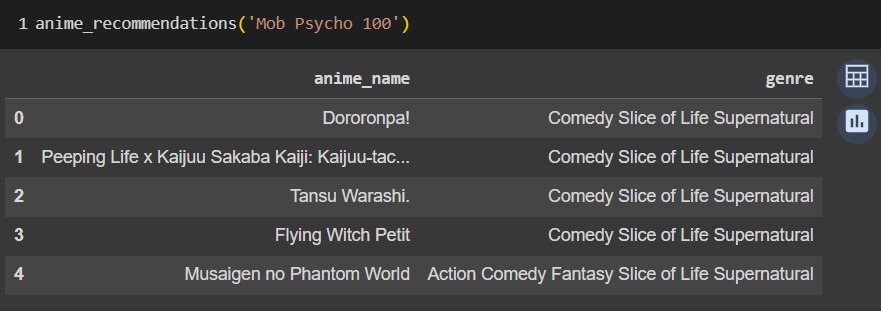 1 anime_recommendations('Mob Psycho 100')
anime_name genre
0 Dororonpa! Comedy Slice of Life Supernatural
1 Peeping Life x Kaijuu Sakaba Kaiji: Kaijuu-tac... Comedy Slice of Life Supernatural
2 Tansu Warashi. Comedy Slice of Life Supernatural
3 Flying Witch Petit Comedy Slice of Life Supernatural
4 Musaigen no Phantom World Action Comedy Fantasy Slice of Life Supernatural